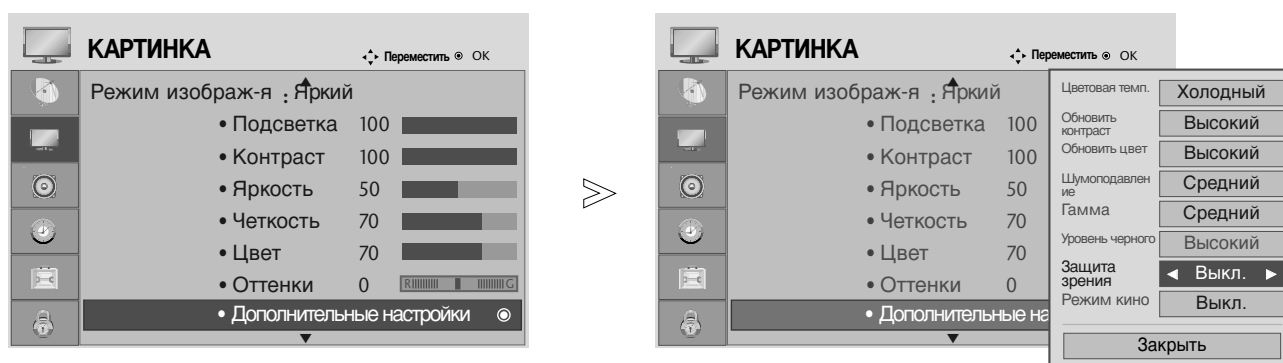 КАРТИНКА
Переместить OK
Режим изображ-я : Яркий
• Подсветка 100
• Контраст 100
• Яркость 50
• Четкость 70
• Цвет 70
• Оттенки 0 R G
• Дополнительные настройки
КАРТИНКА
Переместить OK
Режим изображ-я : Яркий
• Подсветка 100
• Контраст 100
• Яркость 50
• Четкость 70
• Цвет 70
• Оттенки 0
• Дополнительные на
Цветовая темп. Холодный
Обновить
контраст Высокий
Обновить цвет Высокий
Шумоподавлен
ие Средний
Гамма Средний
Уровень черного Высокий
Защита
зрения ◄ Выкл. ►
Режим кино Выкл.
Закрыть